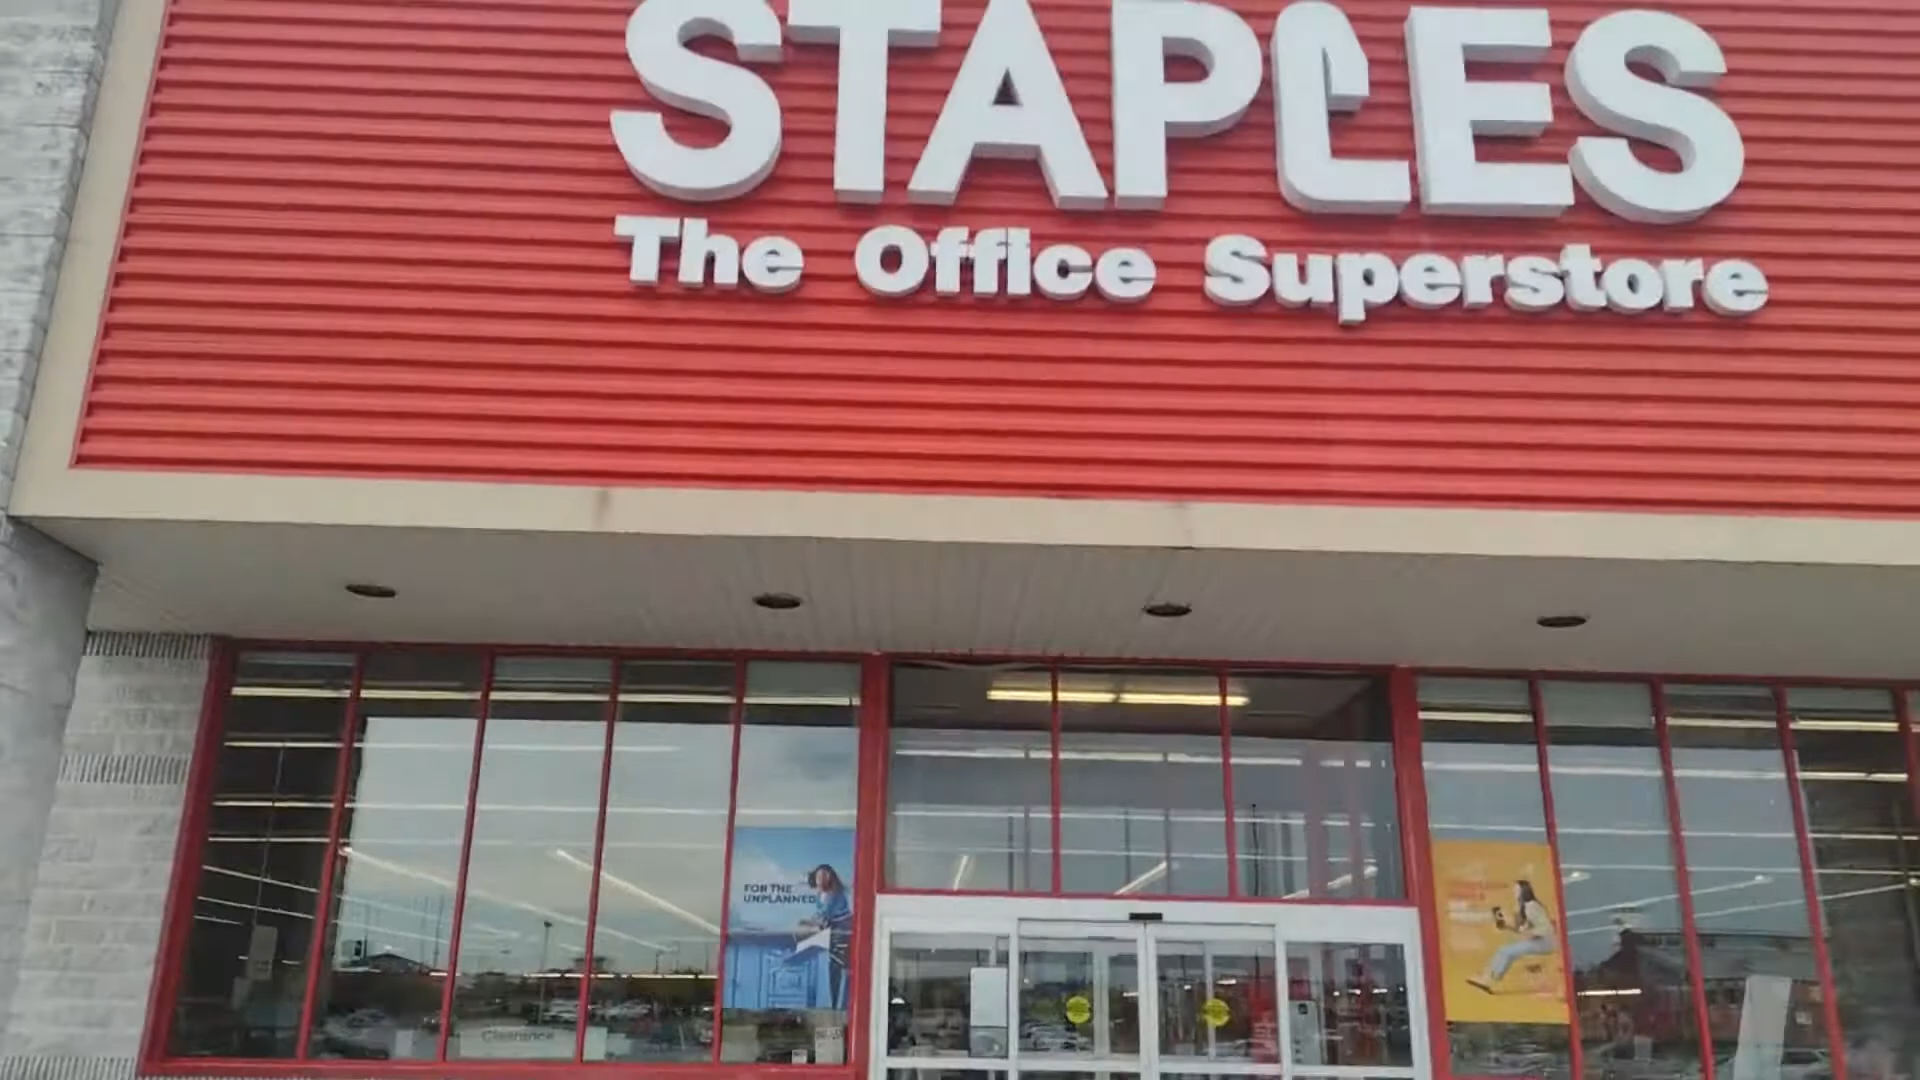 STAPLES
The Office Superstore
FOR THE
UNPLANNED
Clearance